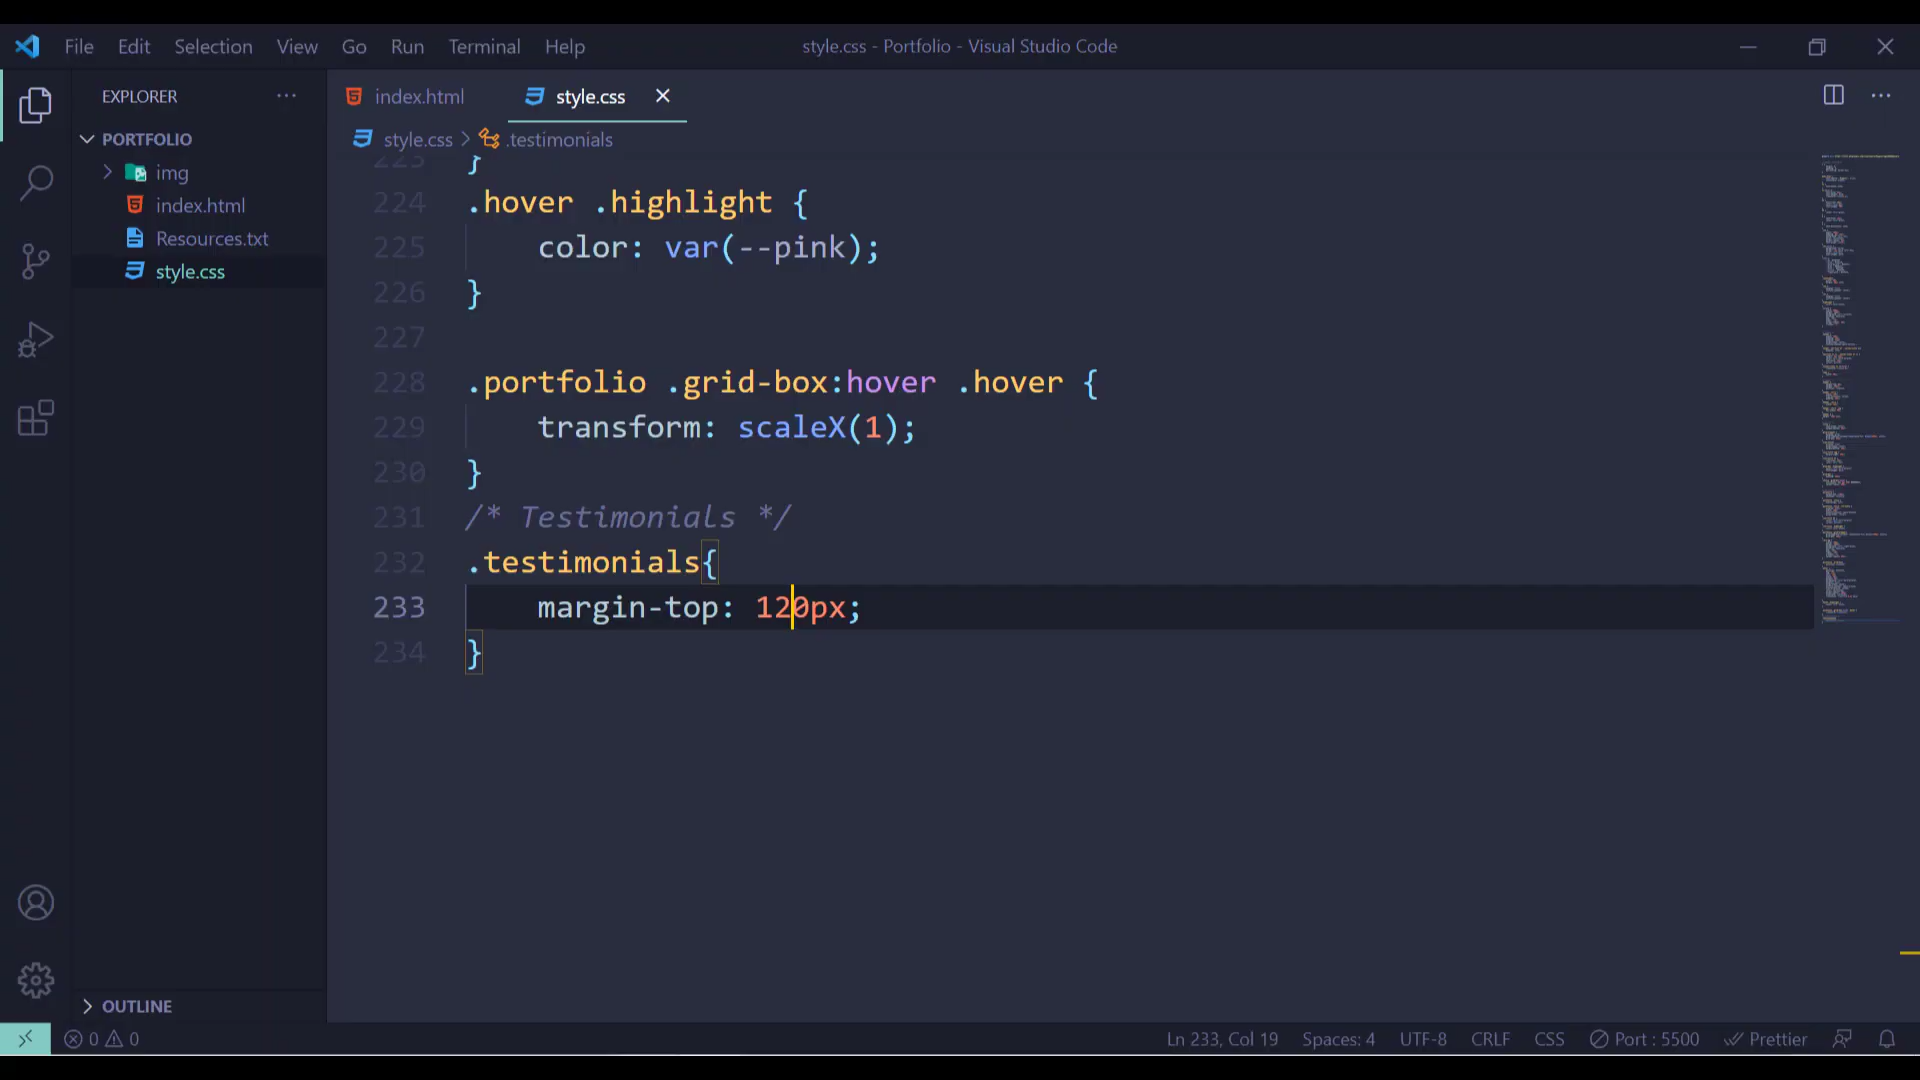 File Edit Selection View Go Run Terminal Help
style.css - Portfolio - Visual Studio Code
EXPLORER
PORTFOLIO
img
index.html
Resources.txt
style.css
OUTLINE
index.html
style.css
style.css > .testimonials
223 }
224 .hover .highlight {
225 color: var(--pink);
226 }
227
228 .portfolio .grid-box:hover .hover {
229 transform: scaleX(1);
230 }
231 /* Testimonials */
232 .testimonials{
233 margin-top: 120px;
234 }
0 0
Ln 233, Col 19 Spaces: 4 UTF-8 CRLF CSS Port : 5500 Prettier